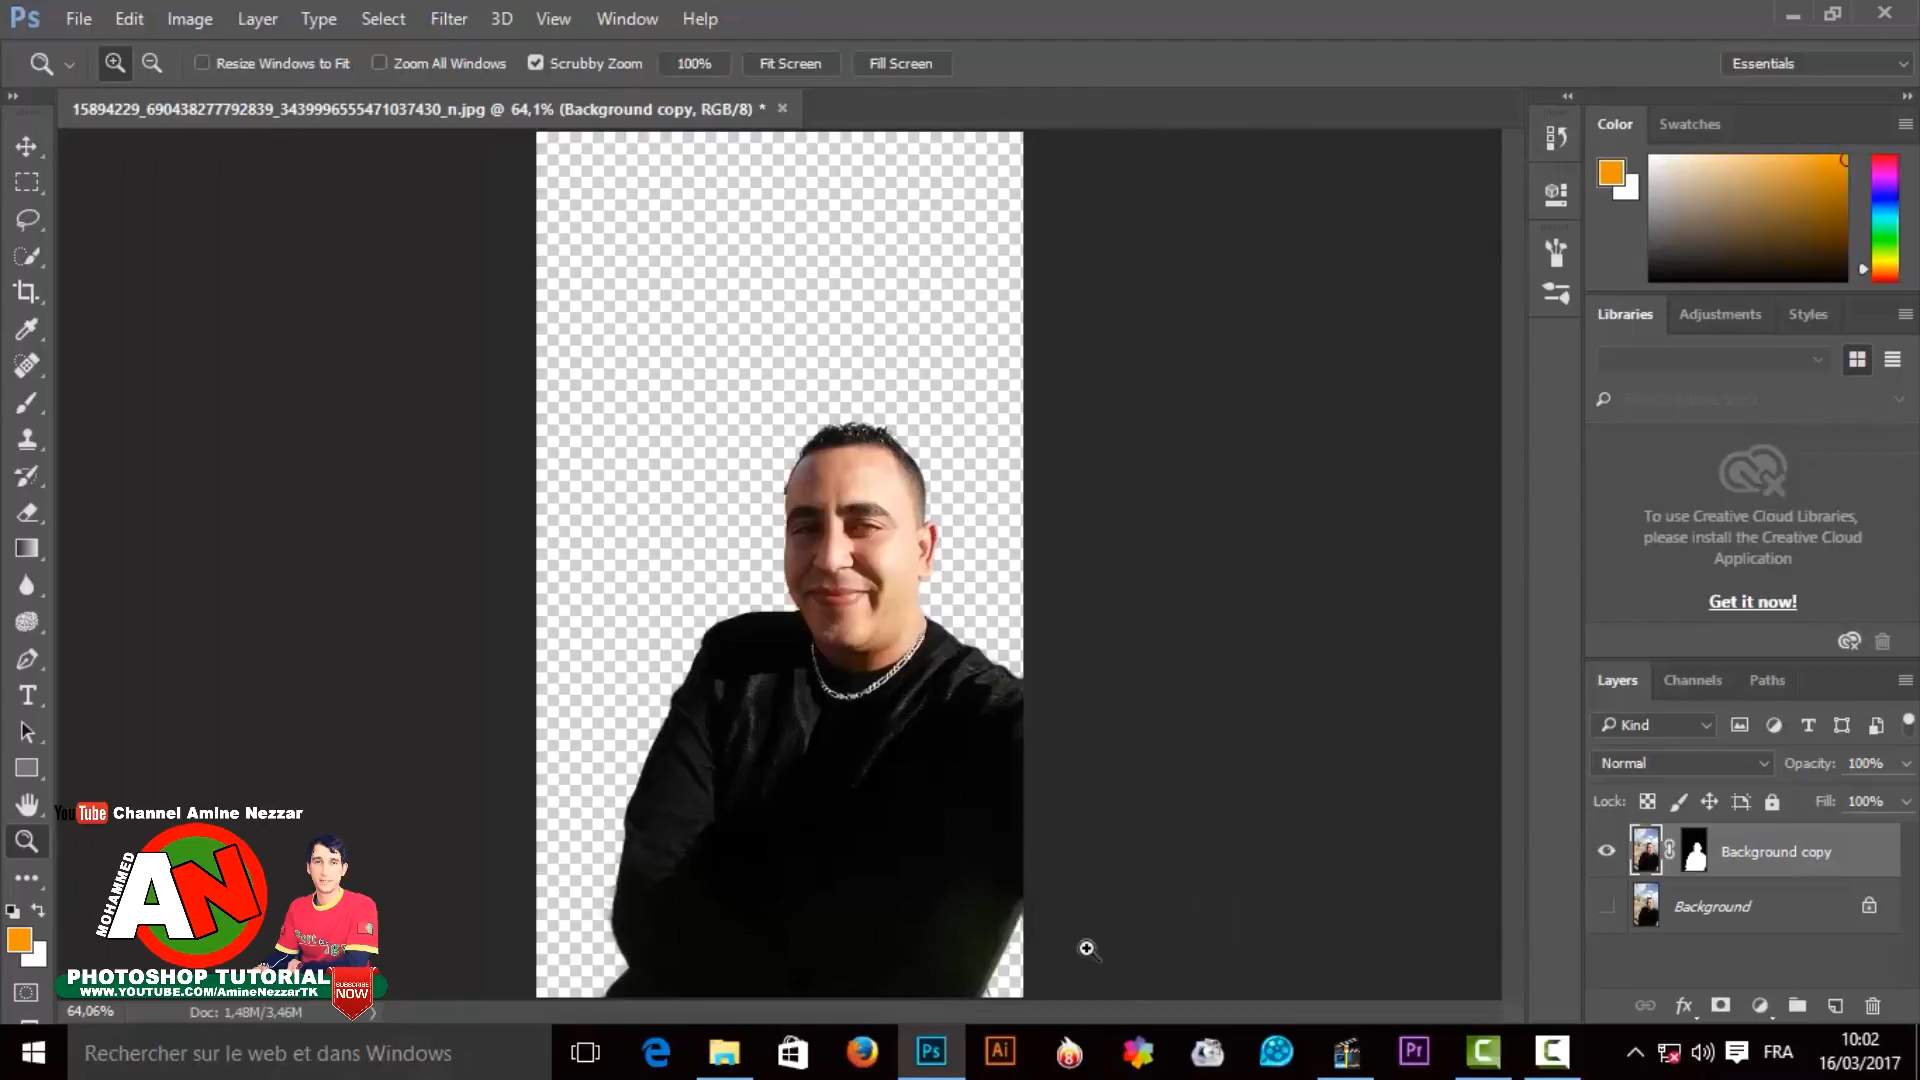 Ps File Edit Image Layer Type Select Filter 3D View Window Help
Resize Windows to Fit Zoom All Windows Scrubby Zoom 100% Fit Screen Fill Screen Essentials
15894229_690438277792839_3439996555471037430_n.jpg @ 64,1% (Background copy, RGB/8) *
Color Swatches
Libraries Adjustments Styles
To use Creative Cloud Libraries,
please install the Creative Cloud
Application
Get it now!
Layers Channels Paths
Kind
Normal Opacity: 100%
Lock: Fill: 100%
Background copy
Background
YouTube Channel Amine Nezzar
MOHAMMED
AN
PHOTOSHOP TUTORIAL
WWW.YOUTUBE.COM/AmineNezzarTK
SUBSCRIBE
NOW
64,06% Doc: 1,48M/3,46M
Rechercher sur le web et dans Windows
Ps Ai 8 Pr C C
FRA
10:02
16/03/2017